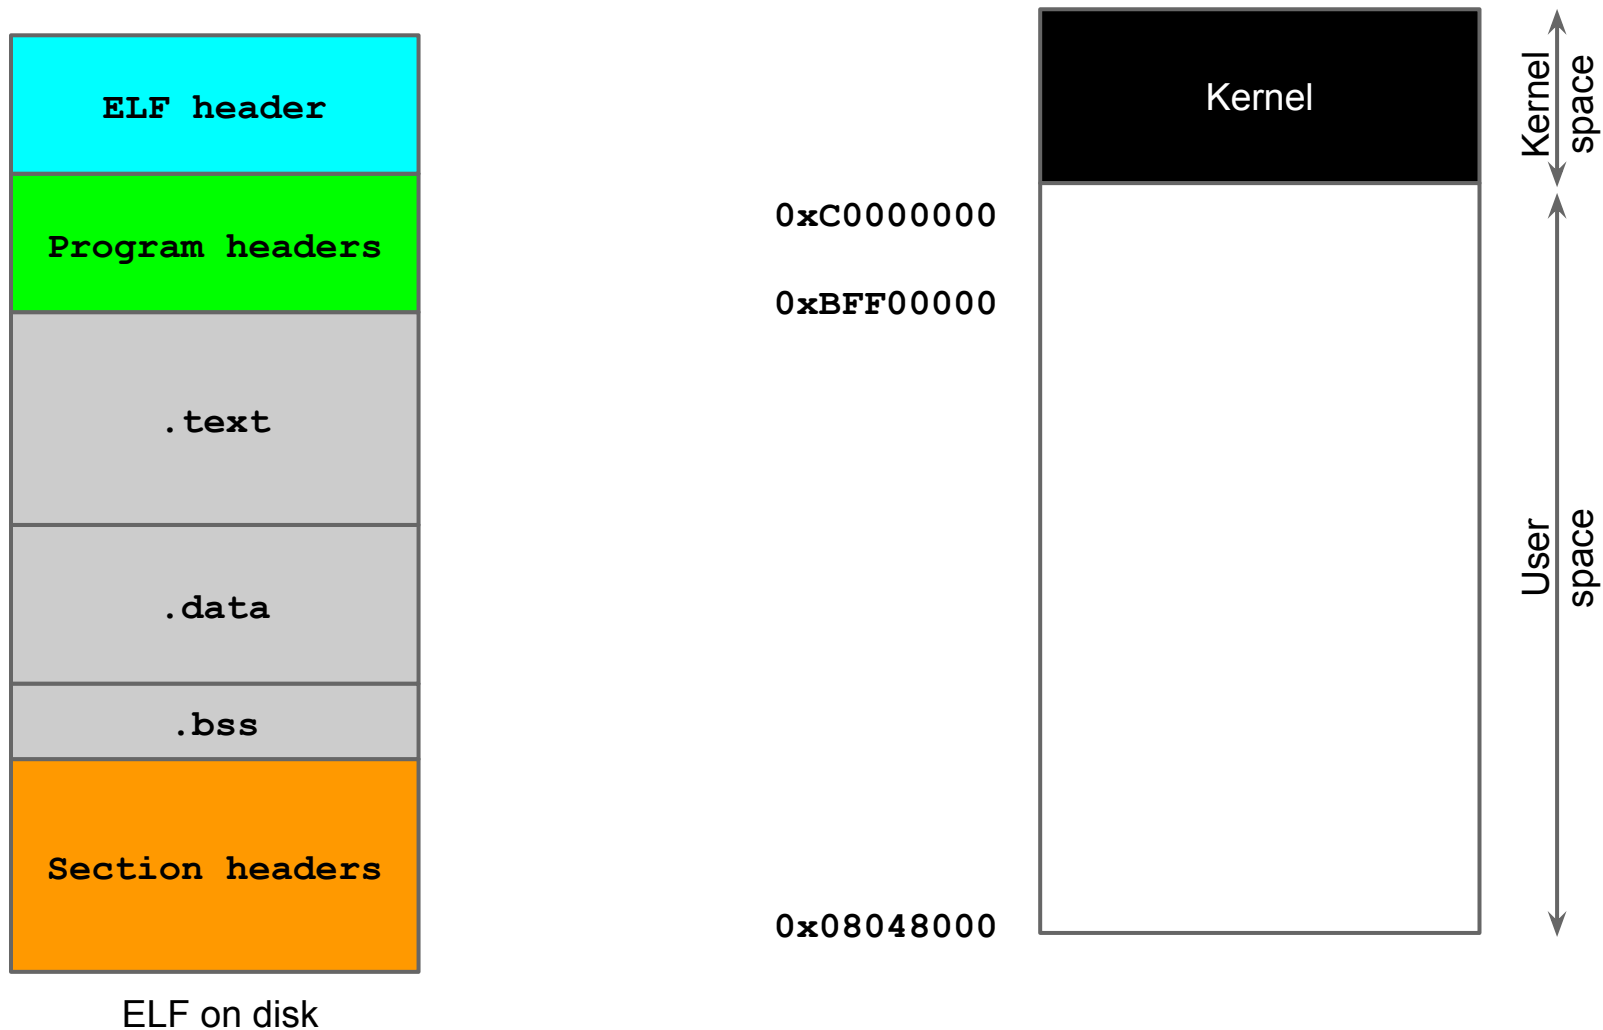 ELF header
Program headers
.text
.data
.bss
Section headers
ELF on disk
0xC0000000
0xBFF00000
0x08048000
Kernel
Kernel
space
User
space